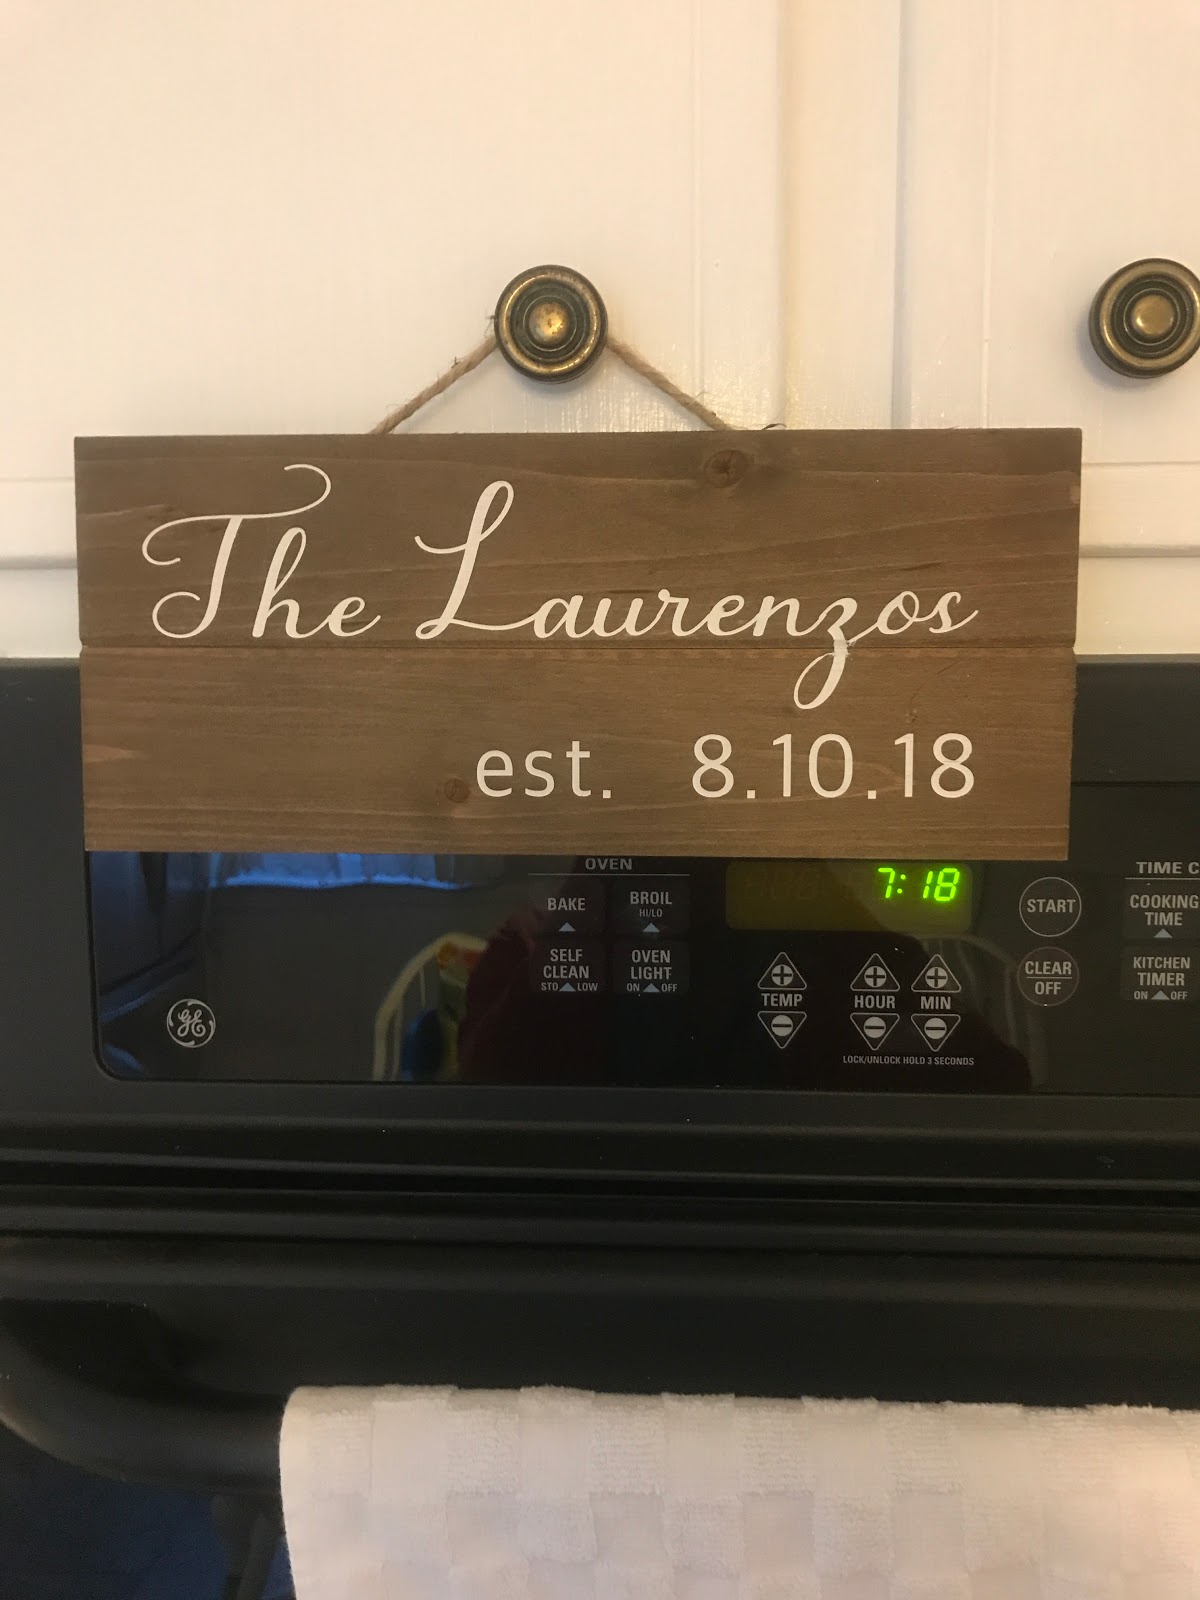 The Laurenzos
est. 8.10.18
OVEN
BAKE
BROIL
HI/LO
SELF
CLEAN
STD LOW
OVEN
LIGHT
ON OFF
7:18
TEMP
HOUR
MIN
LOCK/UNLOCK HOLD 3 SECONDS
START
CLEAR
OFF
TIME C
COOKING
TIME
KITCHEN
TIMER
ON OFF
GE